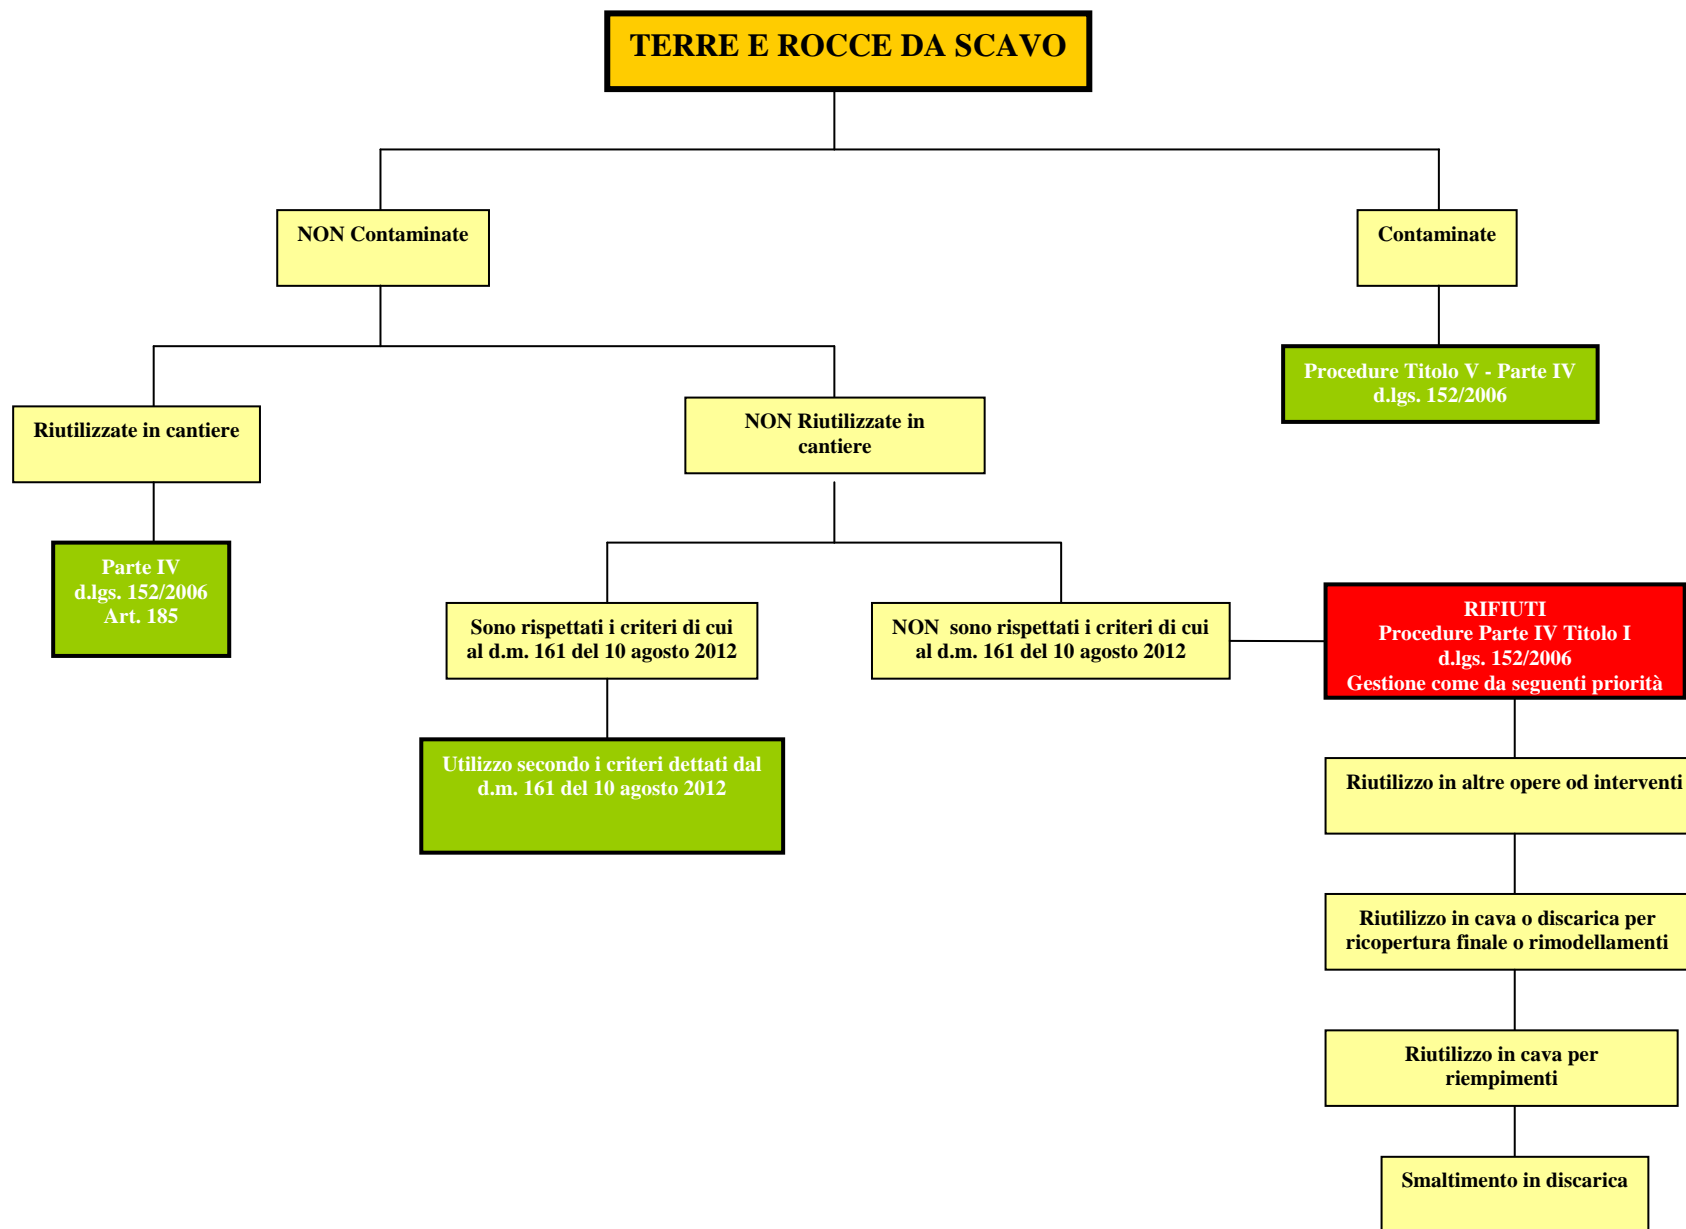 TERRE E ROCCE DA SCAVO
NON Contaminate
Contaminate
Procedure Titolo V - Parte IV
d.lgs. 152/2006
Riutilizzate in cantiere
NON Riutilizzate in
cantiere
Parte IV
d.lgs. 152/2006
Art. 185
Sono rispettati i criteri di cui
al d.m. 161 del 10 agosto 2012
NON  sono rispettati i criteri di cui
al d.m. 161 del 10 agosto 2012
RIFIUTI
Procedure Parte IV Titolo I
d.lgs. 152/2006
Gestione come da seguenti priorità
Utilizzo secondo i criteri dettati dal
d.m. 161 del 10 agosto 2012
Riutilizzo in altre opere od interventi
Riutilizzo in cava o discarica per
ricopertura finale o rimodellamenti
Riutilizzo in cava per
riempimenti
Smaltimento in discarica